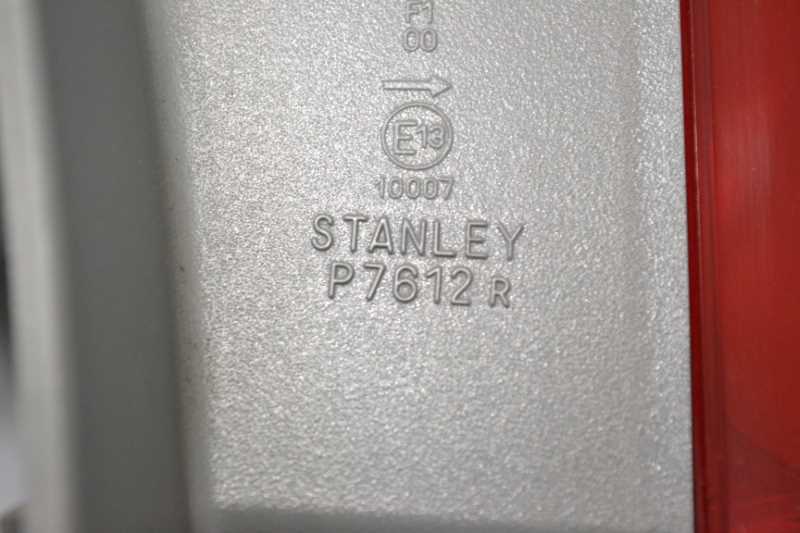 F1
00
→
E13
10007
STANLEY
P7612 R